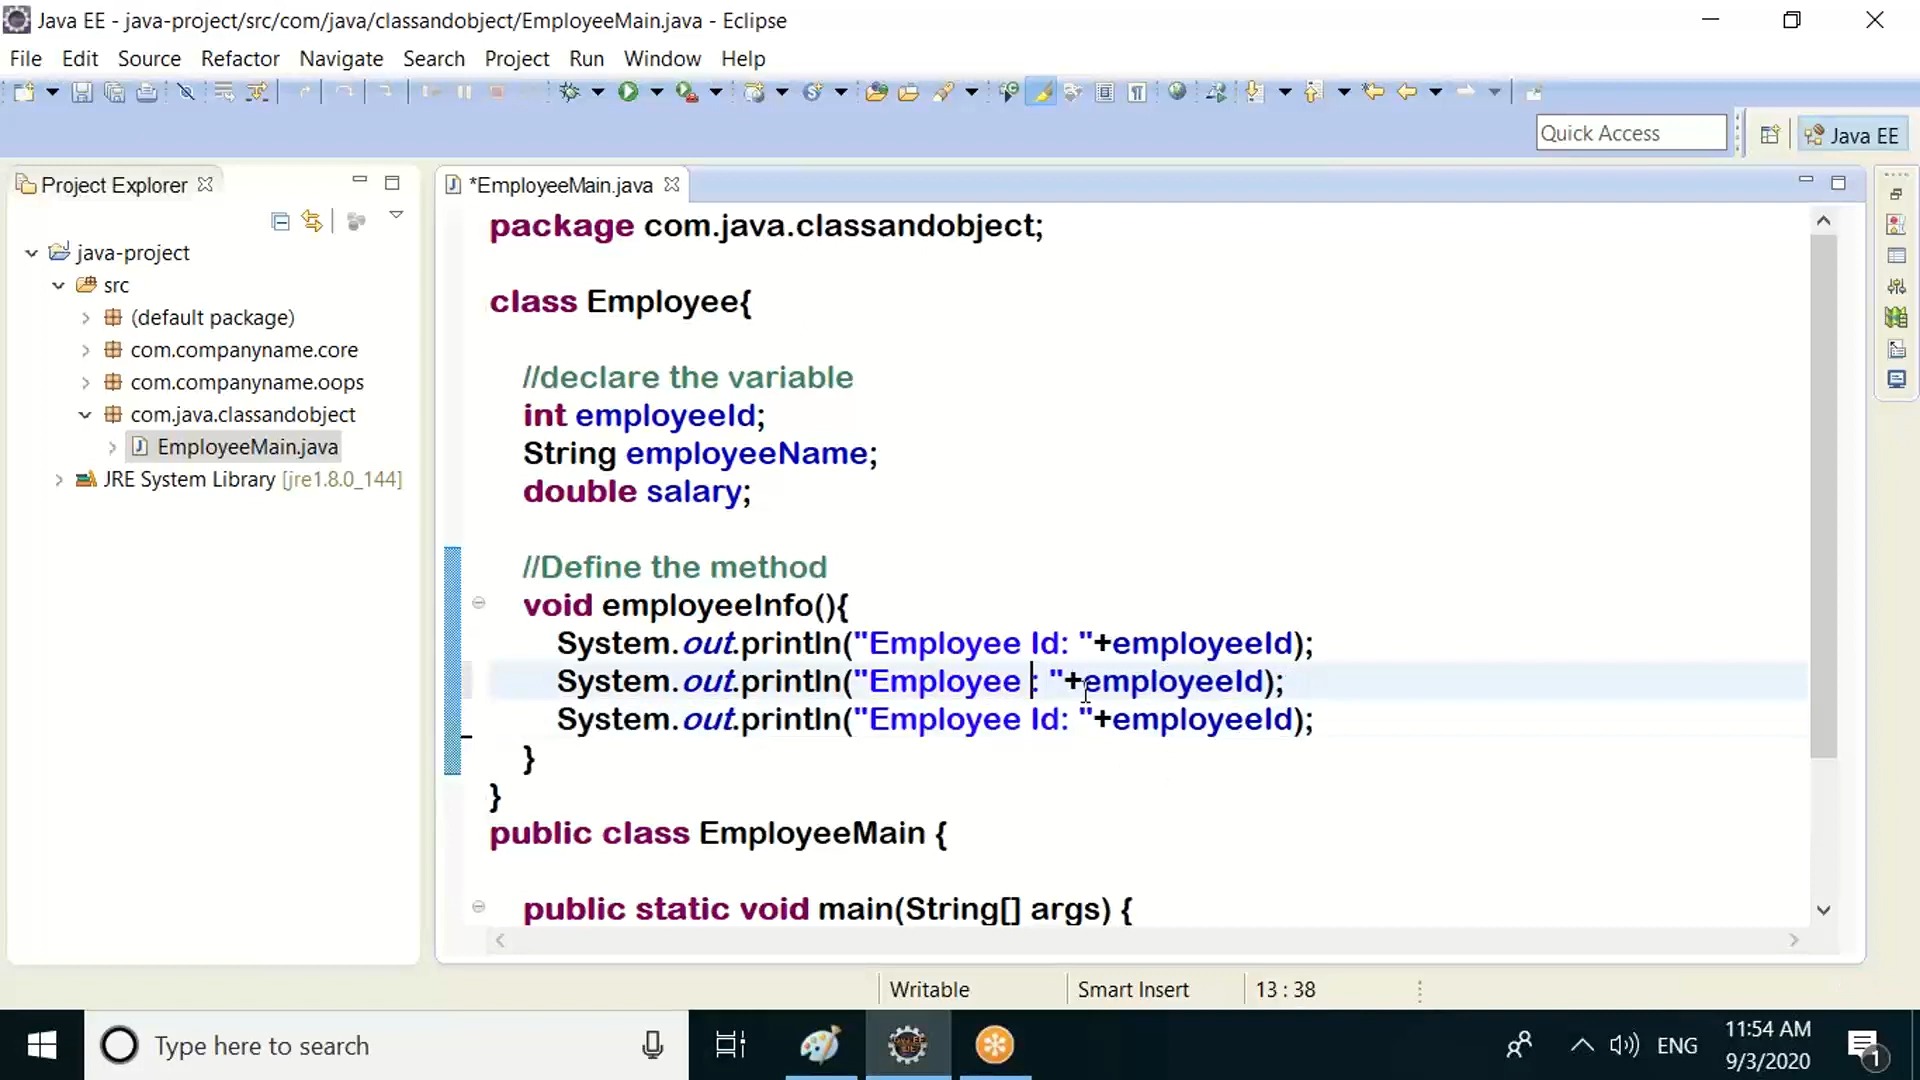 Java EE - java-project/src/com/java/classandobject/EmployeeMain.java - Eclipse
File Edit Source Refactor Navigate Search Project Run Window Help
Quick Access
Java EE
Project Explorer
*EmployeeMain.java
java-project
src
(default package)
com.companyname.core
com.companyname.oops
com.java.classandobject
EmployeeMain.java
JRE System Library [jre1.8.0_144]
package com.java.classandobject;
class Employee{
//declare the variable
int employeeId;
String employeeName;
double salary;
//Define the method
void employeeInfo(){
System.out.println("Employee Id: "+employeeId);
System.out.println("Employee : "+employeeId);
System.out.println("Employee Id: "+employeeId);
}
}
public class EmployeeMain {
public static void main(String[] args) {
Writable
Smart Insert
13 : 38
Type here to search
ENG
11:54 AM
9/3/2020
1